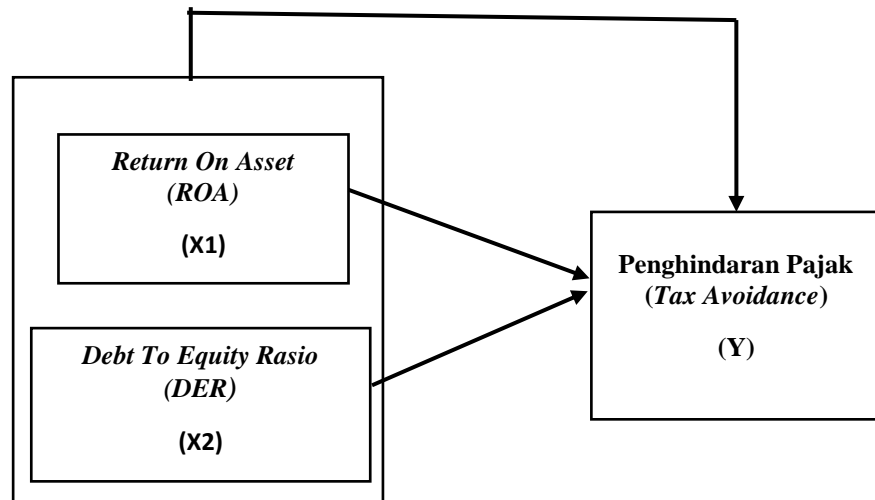 Return On Asset
(ROA)
(X1)
Penghindaran Pajak
(Tax Avoidance)
(Y)
Debt To Equity Rasio
(DER)
(X2)